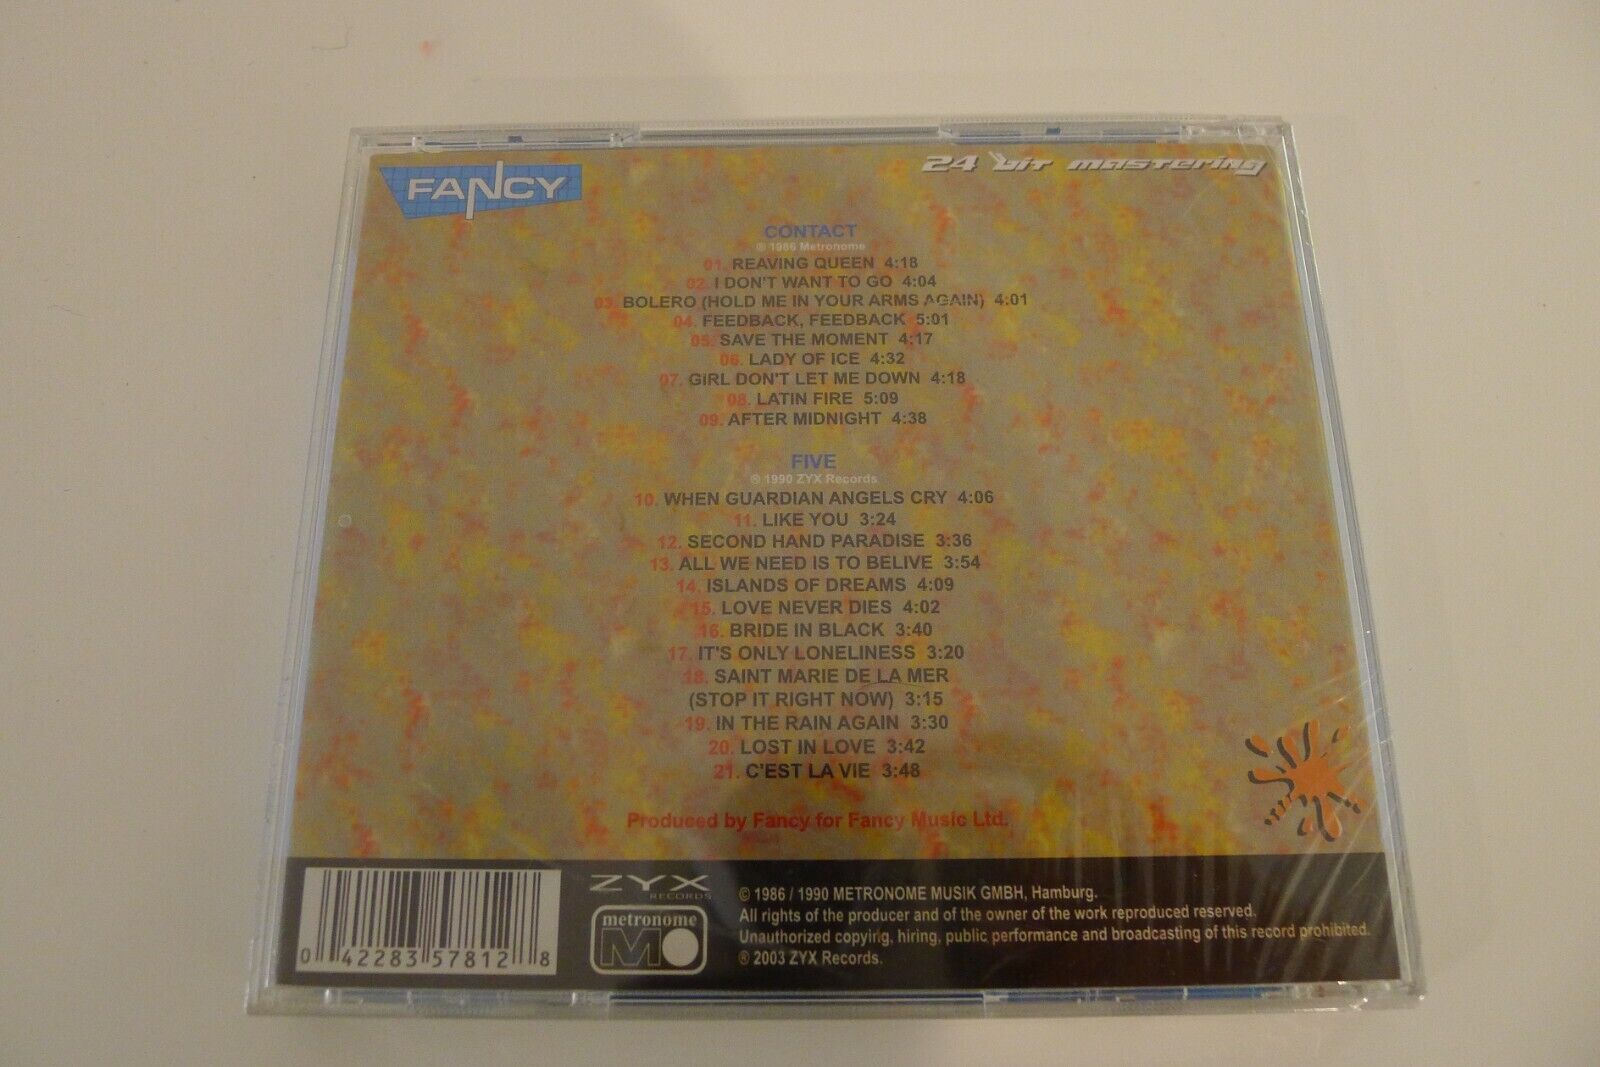 FANCY
24 bit mastering
CONTACT
℗ 1986 Metronome
01. REAVING QUEEN 4:18
02. I DON'T WANT TO GO 4:04
03. BOLERO (HOLD ME IN YOUR ARMS AGAIN) 4:01
04. FEEDBACK, FEEDBACK 5:01
05. SAVE THE MOMENT 4:17
06. LADY OF ICE 4:32
07. GIRL DON'T LET ME DOWN 4:18
08. LATIN FIRE 5:09
09. AFTER MIDNIGHT 4:38
FIVE
℗ 1990 ZYX Records
10. WHEN GUARDIAN ANGELS CRY 4:06
11. LIKE YOU 3:24
12. SECOND HAND PARADISE 3:36
13. ALL WE NEED IS TO BELIVE 3:54
14. ISLANDS OF DREAMS 4:09
15. LOVE NEVER DIES 4:02
16. BRIDE IN BLACK 3:40
17. IT'S ONLY LONELINESS 3:20
18. SAINT MARIE DE LA MER
(STOP IT RIGHT NOW) 3:15
19. IN THE RAIN AGAIN 3:30
20. LOST IN LOVE 3:42
21. C'EST LA VIE 3:48
Produced by Fancy for Fancy Music Ltd.
0 42283 57812 8
ZYX
RECORDS
metronome
M
© 1986 / 1990 METRONOME MUSIK GMBH, Hamburg.
All rights of the producer and of the owner of the work reproduced reserved.
Unauthorized copying, hiring, public performance and broadcasting of this record prohibited.
® 2003 ZYX Records.